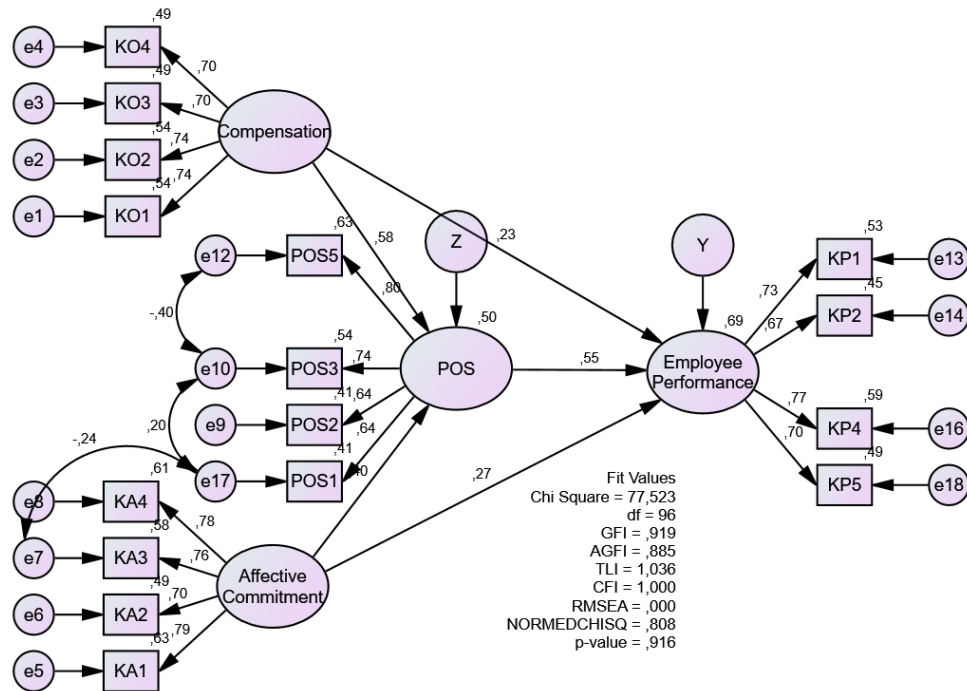 ,49
e4 KO4
,70
,49
e3 KO3 ,70
Compensation
,54
e2 KO2 ,74
,54 ,74
e1 KO1
,63
e12 POS5
,58
Z
,23
Y
,53
KP1 e13
,80
,73
,45
-,40
,67
KP2 e14
,54
,50
,69
e10 POS3 ,74
POS
,55
Employee
Performance
,41 ,64
e9 POS2
,77
,59
KP4 e16
,20
,64
,70
-,24
,41
,49
e17 POS1
,40
,27
KP5 e18
,61
e8 KA4
,78
,58
e7 KA3 ,76
Affective
Commitment
,49
e6 KA2 ,70
,63 ,79
e5 KA1
Fit Values
Chi Square = 77,523
df = 96
GFI = ,919
AGFI = ,885
TLI = 1,036
CFI = 1,000
RMSEA = ,000
NORMEDCHISQ = ,808
p-value = ,916